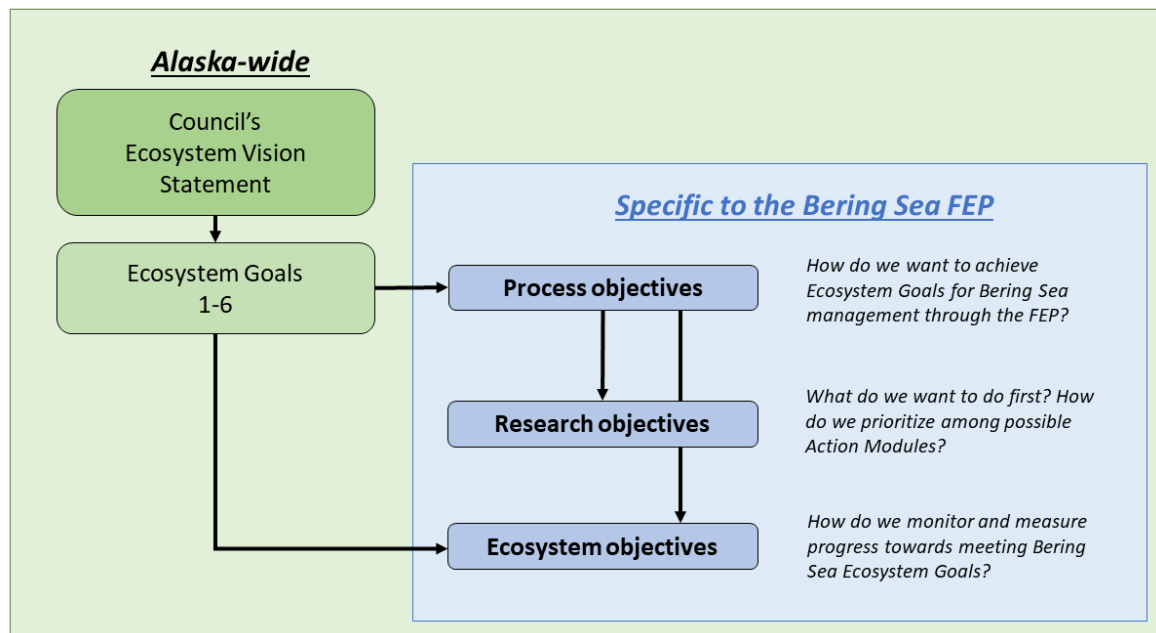 Alaska-wide
Council's
Ecosystem Vision
Statement
Ecosystem Goals
1-6
Specific to the Bering Sea FEP
Process objectives
How do we want to achieve
Ecosystem Goals for Bering Sea
management through the FEP?
Research objectives
What do we want to do first? How
do we prioritize among possible
Action Modules?
Ecosystem objectives
How do we monitor and measure
progress towards meeting Bering
Sea Ecosystem Goals?